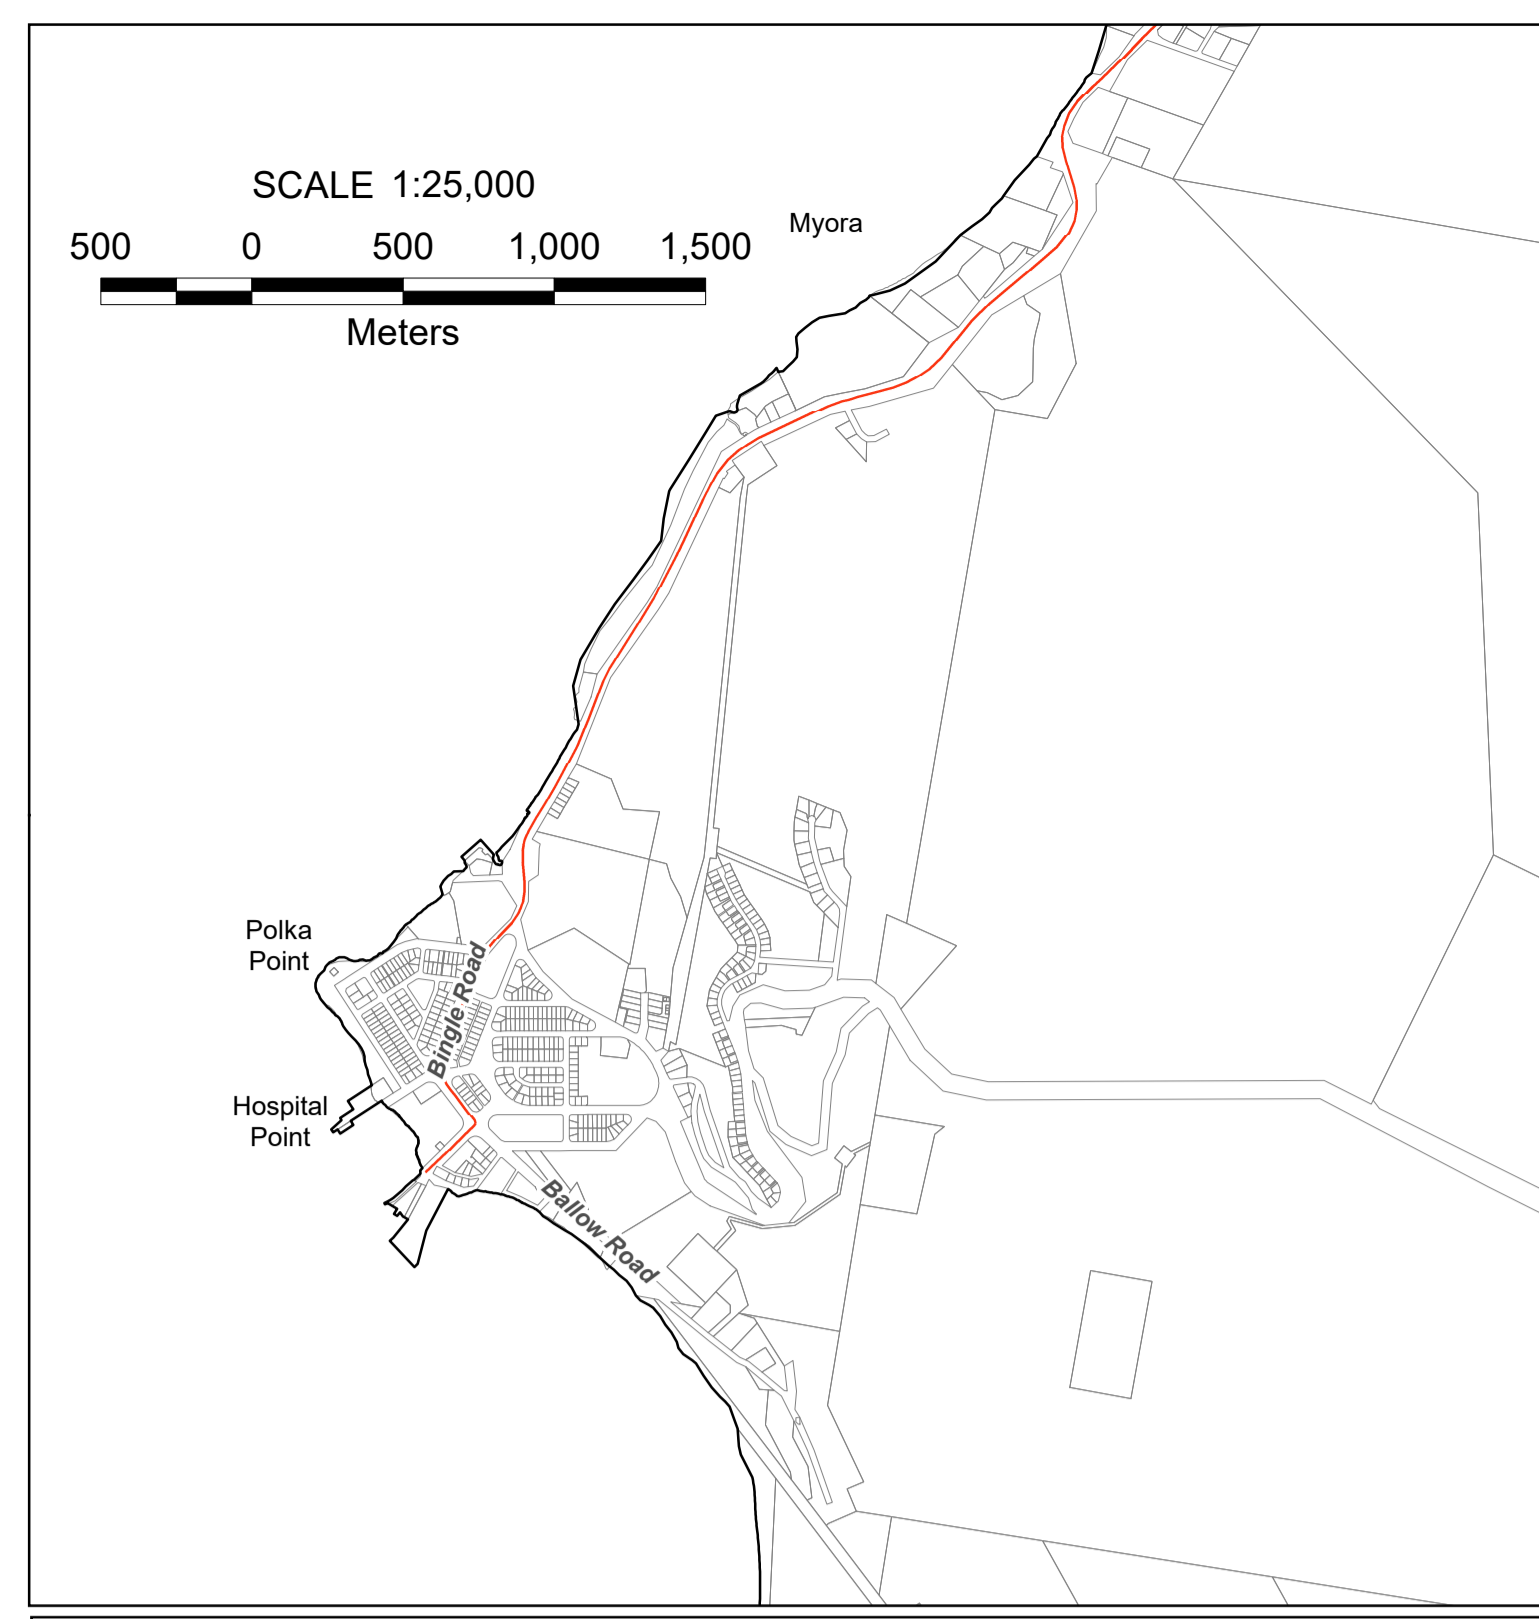 SCALE 1:25,000
500 0 500 1,000 1,500
Meters
Myora
Polka
Point
Bingle Road
Hospital
Point
Ballow Road